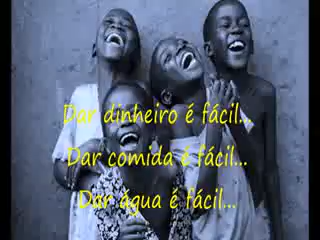 Dar dinheiro é fácil...
Dar comida é fácil...
Dar água é fácil...